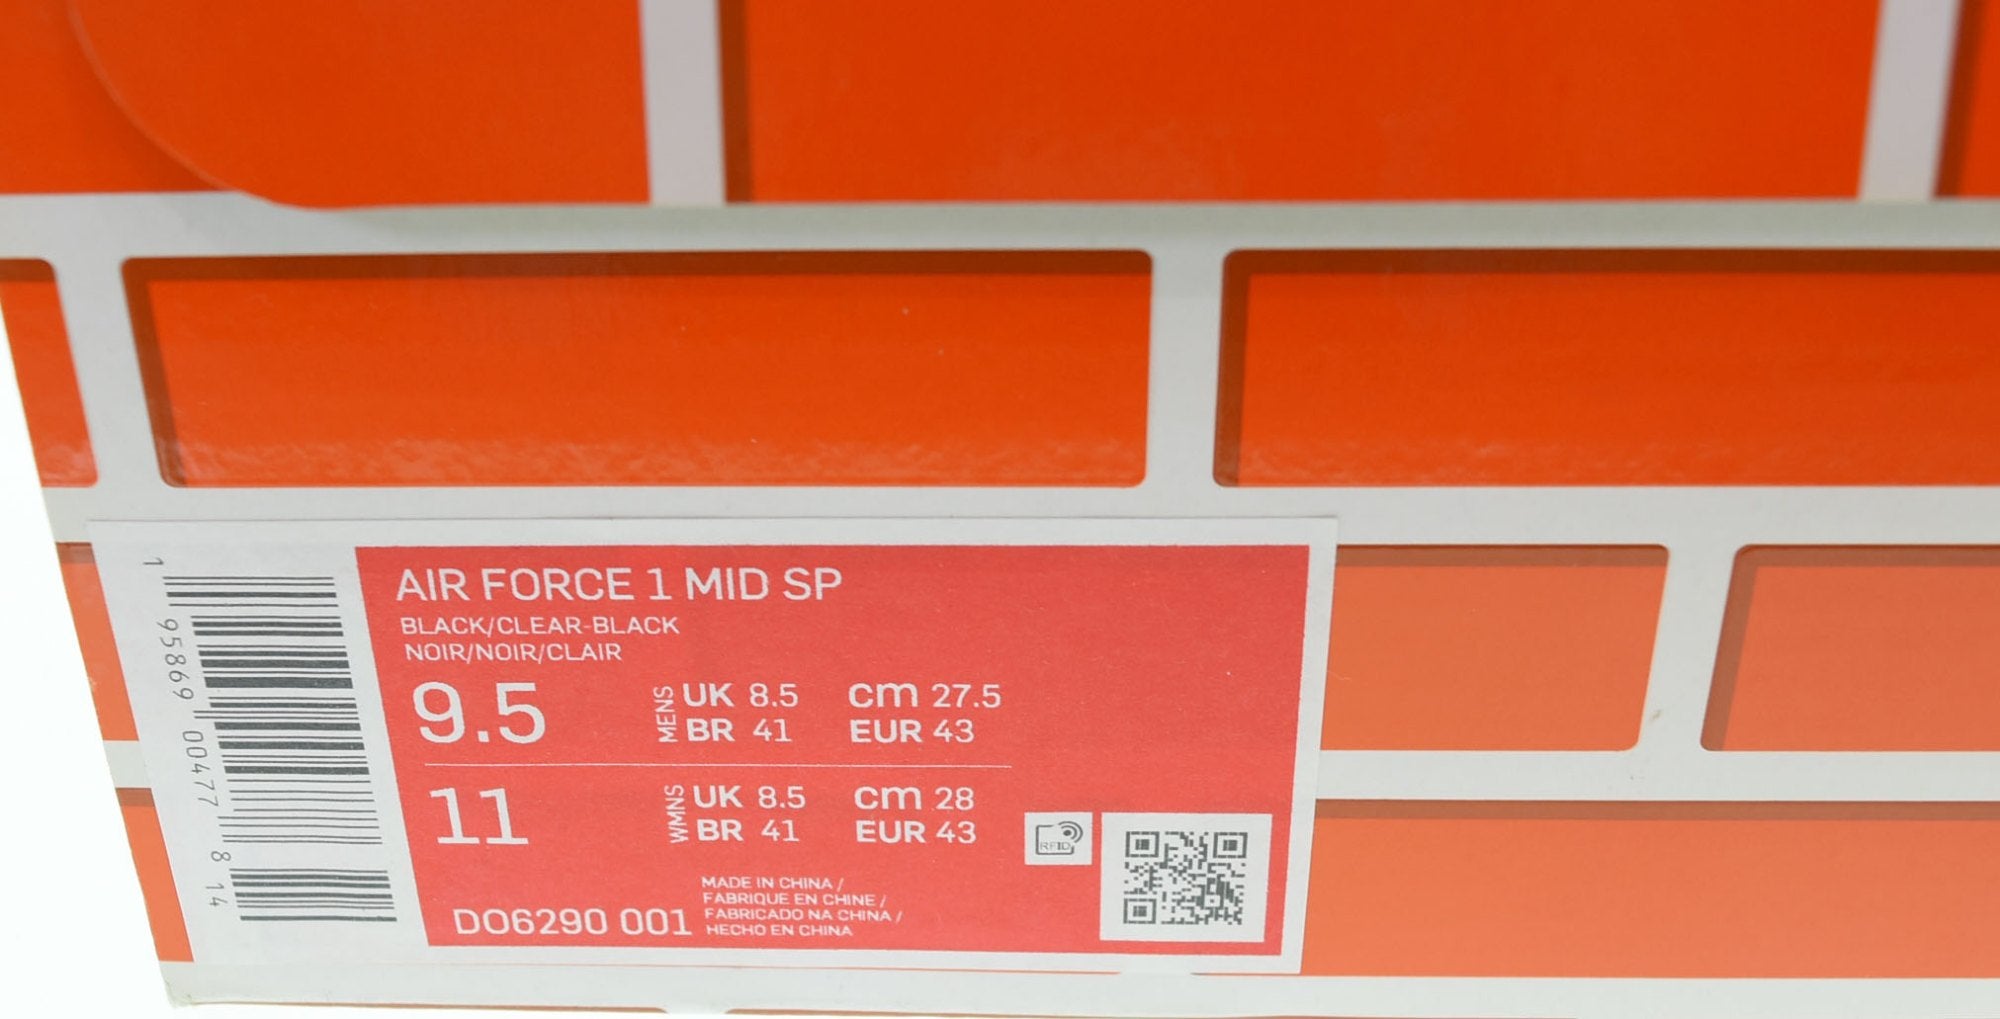 AIR FORCE 1 MID SP
BLACK/CLEAR-BLACK
NOIR/NOIR/CLAIR
9.5 MENS UK 8.5 cm 27.5
BR 41 EUR 43
11 WMNS UK 8.5 cm 28
BR 41 EUR 43
RFID
MADE IN CHINA /
FABRIQUE EN CHINE /
FABRICADO NA CHINA /
HECHO EN CHINA
DO6290 001
1 95869 00477 8 14